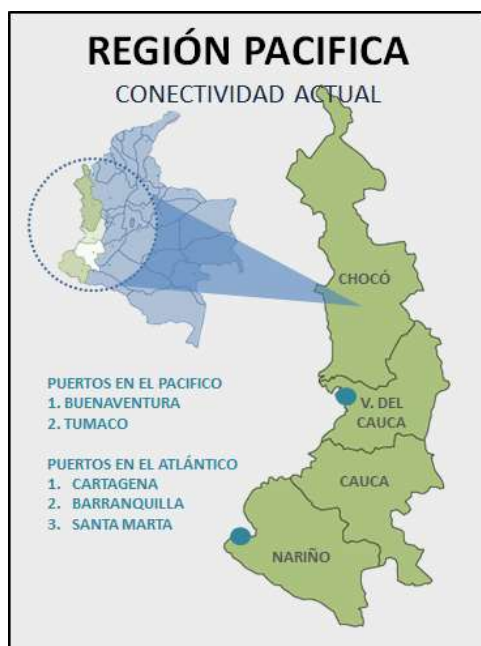 REGIÓN PACIFICA
CONECTIVIDAD ACTUAL
CHOCÓ
PUERTOS EN EL PACIFICO
1. BUENAVENTURA
2. TUMACO
V. DEL
CAUCA
PUERTOS EN EL ATLÁNTICO
1. CARTAGENA
2. BARRANQUILLA
3. SANTA MARTA
CAUCA
NARIÑO